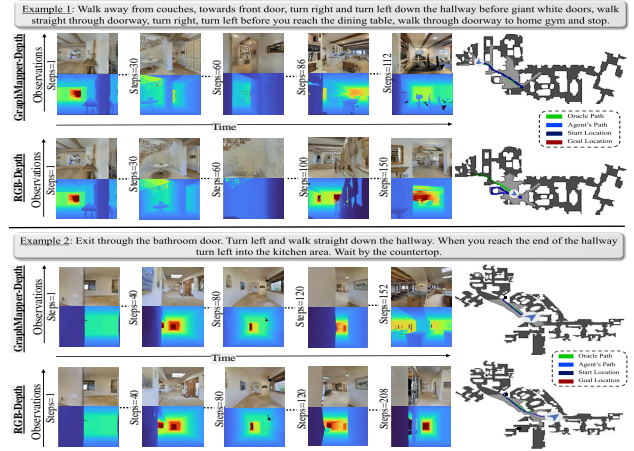 Example 1: Walk away from couches, towards front door, turn right and turn left down the hallway before giant white doors, walk
straight through doorway, turn right, turn left before you reach the dining table, walk through doorway to home gym and stop.
GraphMapper-Depth
Observations
Steps=1
Steps=30
Steps=60
Steps=86
Steps=112
Time
Oracle Path
Agent's Path
Start Location
Goal Location
RGB-Depth
Observations
Steps=1
Steps=30
Steps=60
Steps=100
Steps=150
Example 2: Exit through the bathroom door. Turn left and walk straight down the hallway. When you reach the end of the hallway
turn left into the kitchen area. Wait by the countertop.
GraphMapper-Depth
Observations
Steps=1
Steps=40
Steps=80
Steps=120
Steps=152
Time
Oracle Path
Agent's Path
Start Location
Goal Location
RGB-Depth
Observations
Steps=1
Steps=40
Steps=80
Steps=120
Steps=208